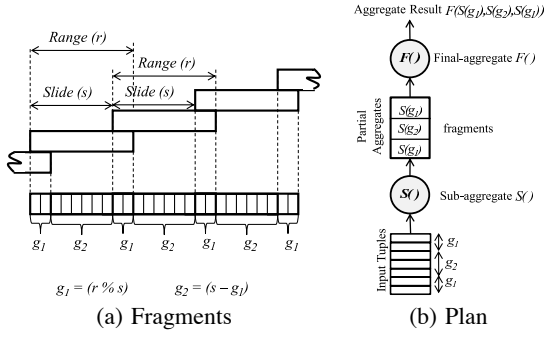 Range (r)
Range (r)
Slide (s)
Slide (s)
g1
g2
g1
g2
g1
g2
g1
g1 = (r % s)
g2 = (s – g1)
(a) Fragments
Aggregate Result F(S(g1),S(g2),S(g1))
F()
Final-aggregate F()
Partial
Aggregates
S(g1)
S(g2)
S(g1)
fragments
S()
Sub-aggregate S()
Input Tuples
g1
g2
g1
(b) Plan